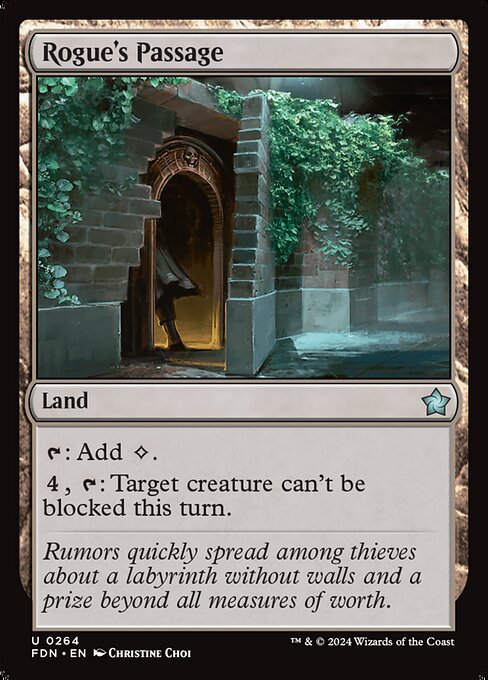 Rogue's Passage
Land
: Add .
4 , : Target creature can't be
blocked this turn.
Rumors quickly spread among thieves
about a labyrinth without walls and a
prize beyond all measures of worth.
U 0264
FDN • EN Christine Choi
™ & © 2024 Wizards of the Coast